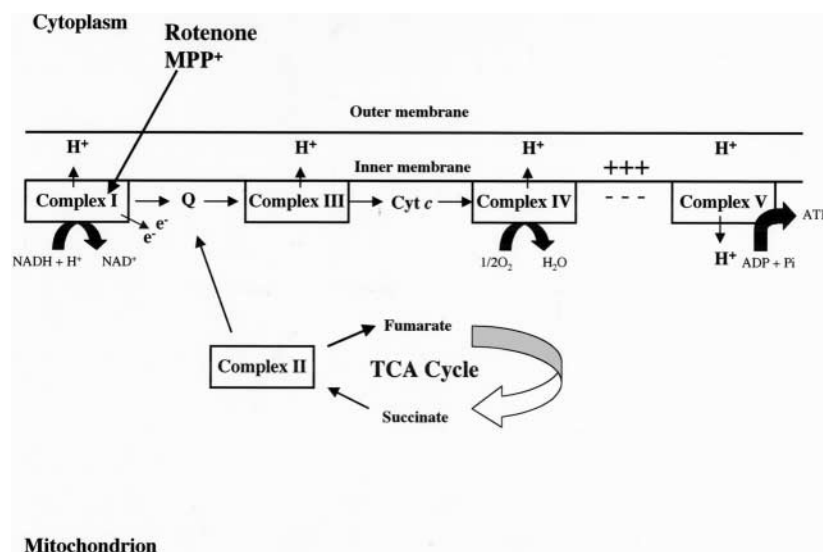 Cytoplasm
Rotenone
MPP⁺
Outer membrane
H⁺ H⁺ H⁺ H⁺
Inner membrane
+++
Complex I Q Complex III Cyt c Complex IV - - - Complex V
e⁻
e⁻
NADH + H⁺ NAD⁺ 1/2O₂ H₂O H⁺ ADP + Pi
Fumarate
Complex II TCA Cycle
Succinate
Mitochondrion